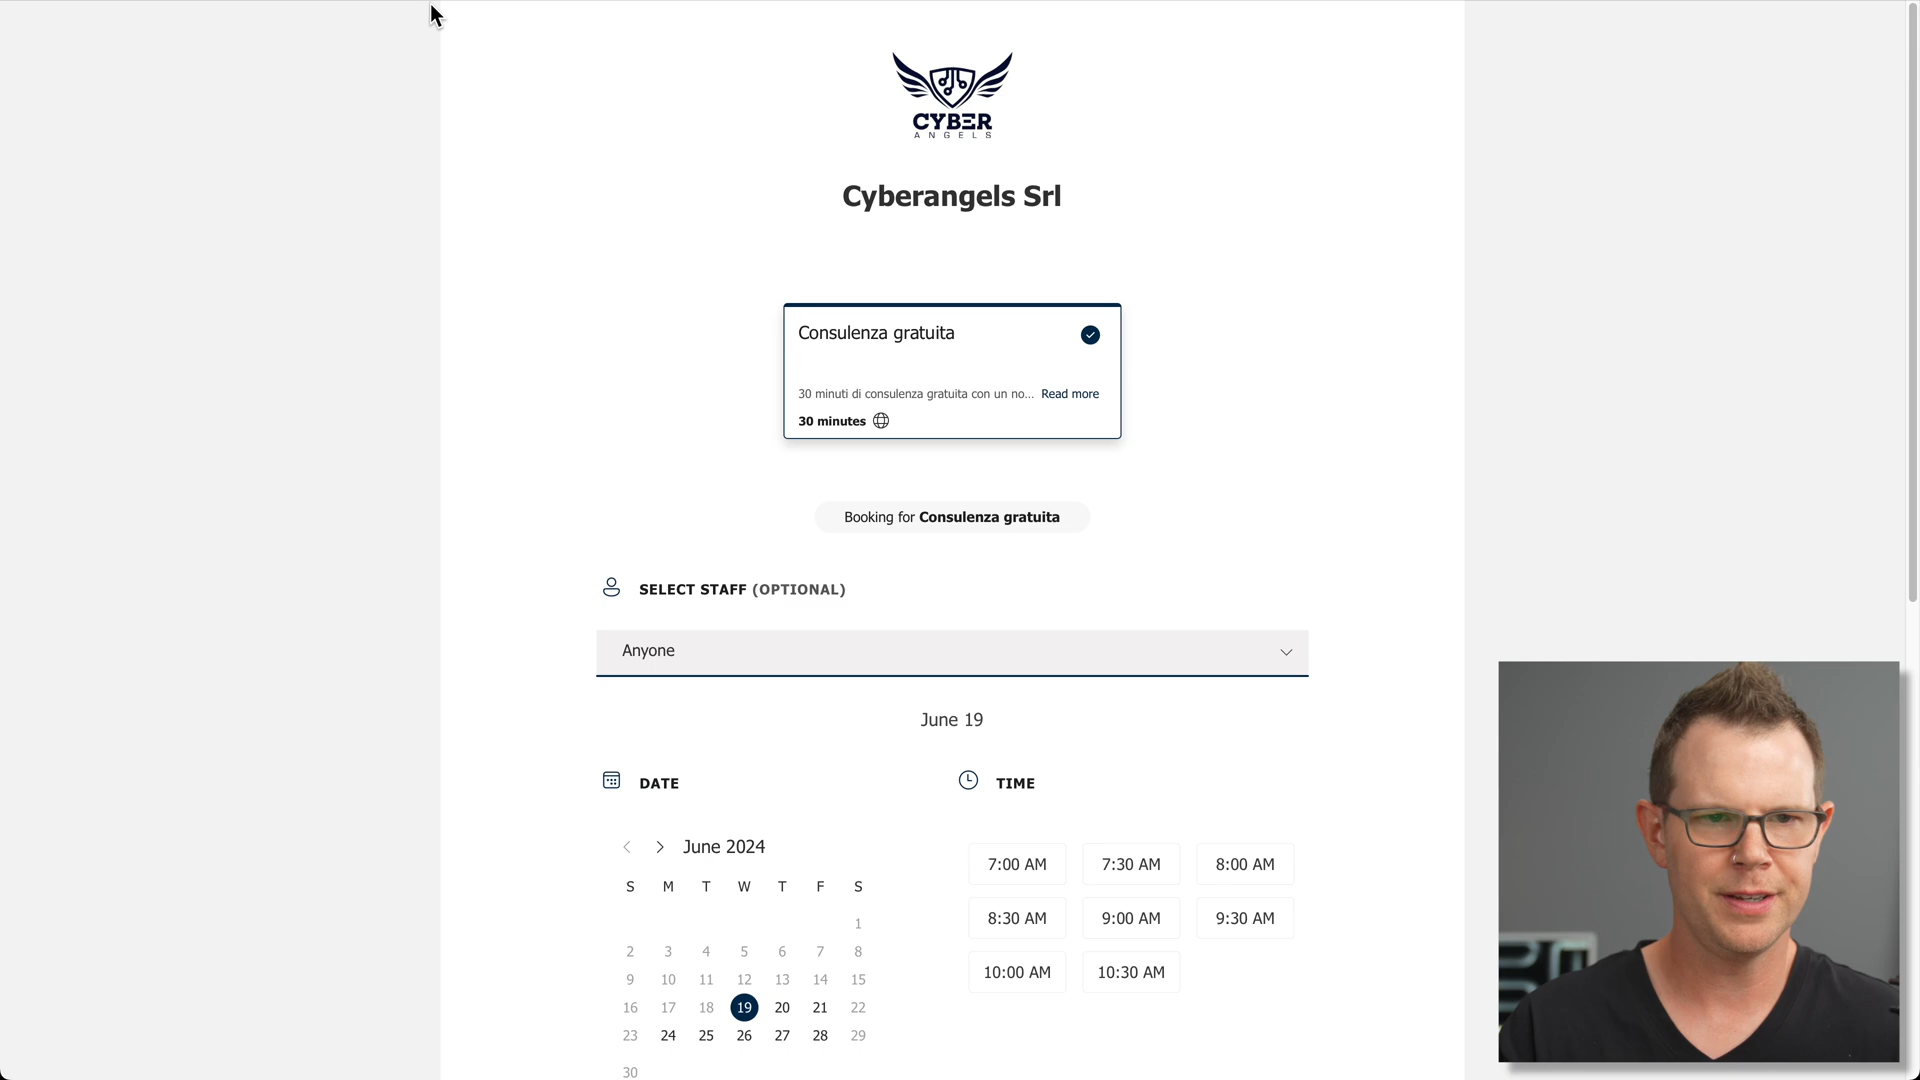 CYBER
ANGELS
Cyberangels Srl
Consulenza gratuita
30 minuti di consulenza gratuita con un no... Read more
30 minutes
Booking for Consulenza gratuita
SELECT STAFF (OPTIONAL)
Anyone
June 19
DATE
TIME
June 2024
S M T W T F S
1
2 3 4 5 6 7 8
9 10 11 12 13 14 15
16 17 18 19 20 21 22
23 24 25 26 27 28 29
30
7:00 AM 7:30 AM 8:00 AM
8:30 AM 9:00 AM 9:30 AM
10:00 AM 10:30 AM